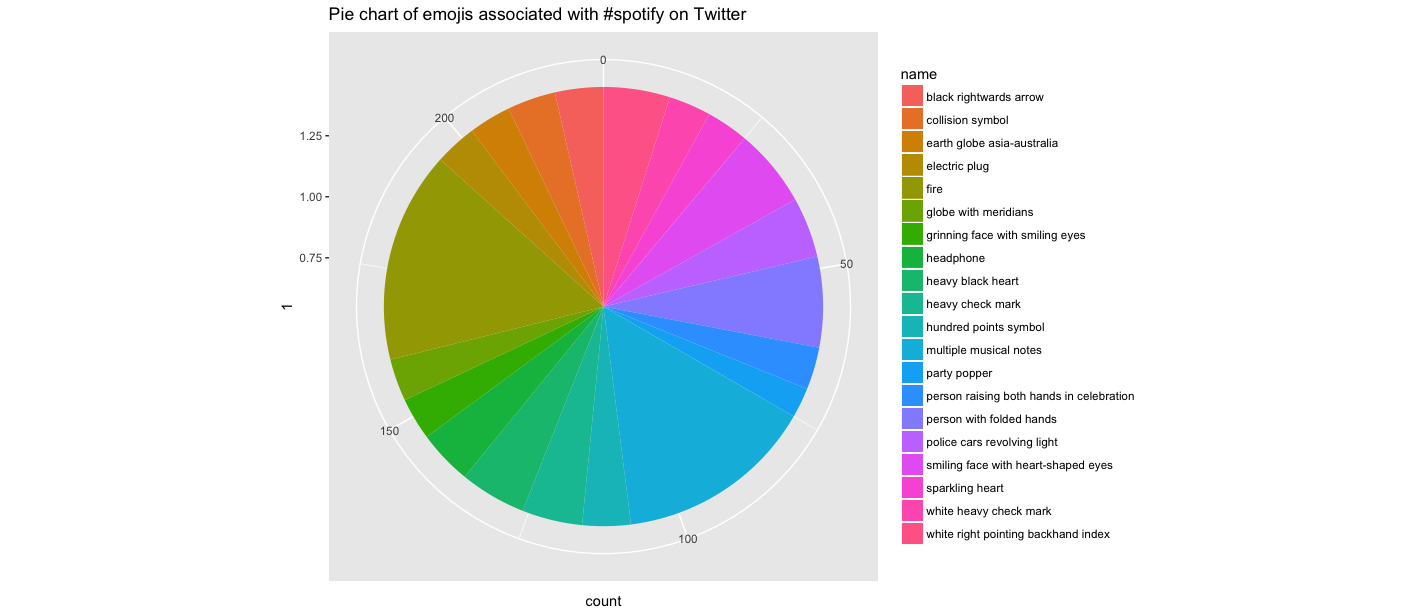 Pie chart of emojis associated with #spotify on Twitter
0
200
1.25
1.00
0.75
50
1
150
100
count
name
black rightwards arrow
collision symbol
earth globe asia-australia
electric plug
fire
globe with meridians
grinning face with smiling eyes
headphone
heavy black heart
heavy check mark
hundred points symbol
multiple musical notes
party popper
person raising both hands in celebration
person with folded hands
police cars revolving light
smiling face with heart-shaped eyes
sparkling heart
white heavy check mark
white right pointing backhand index